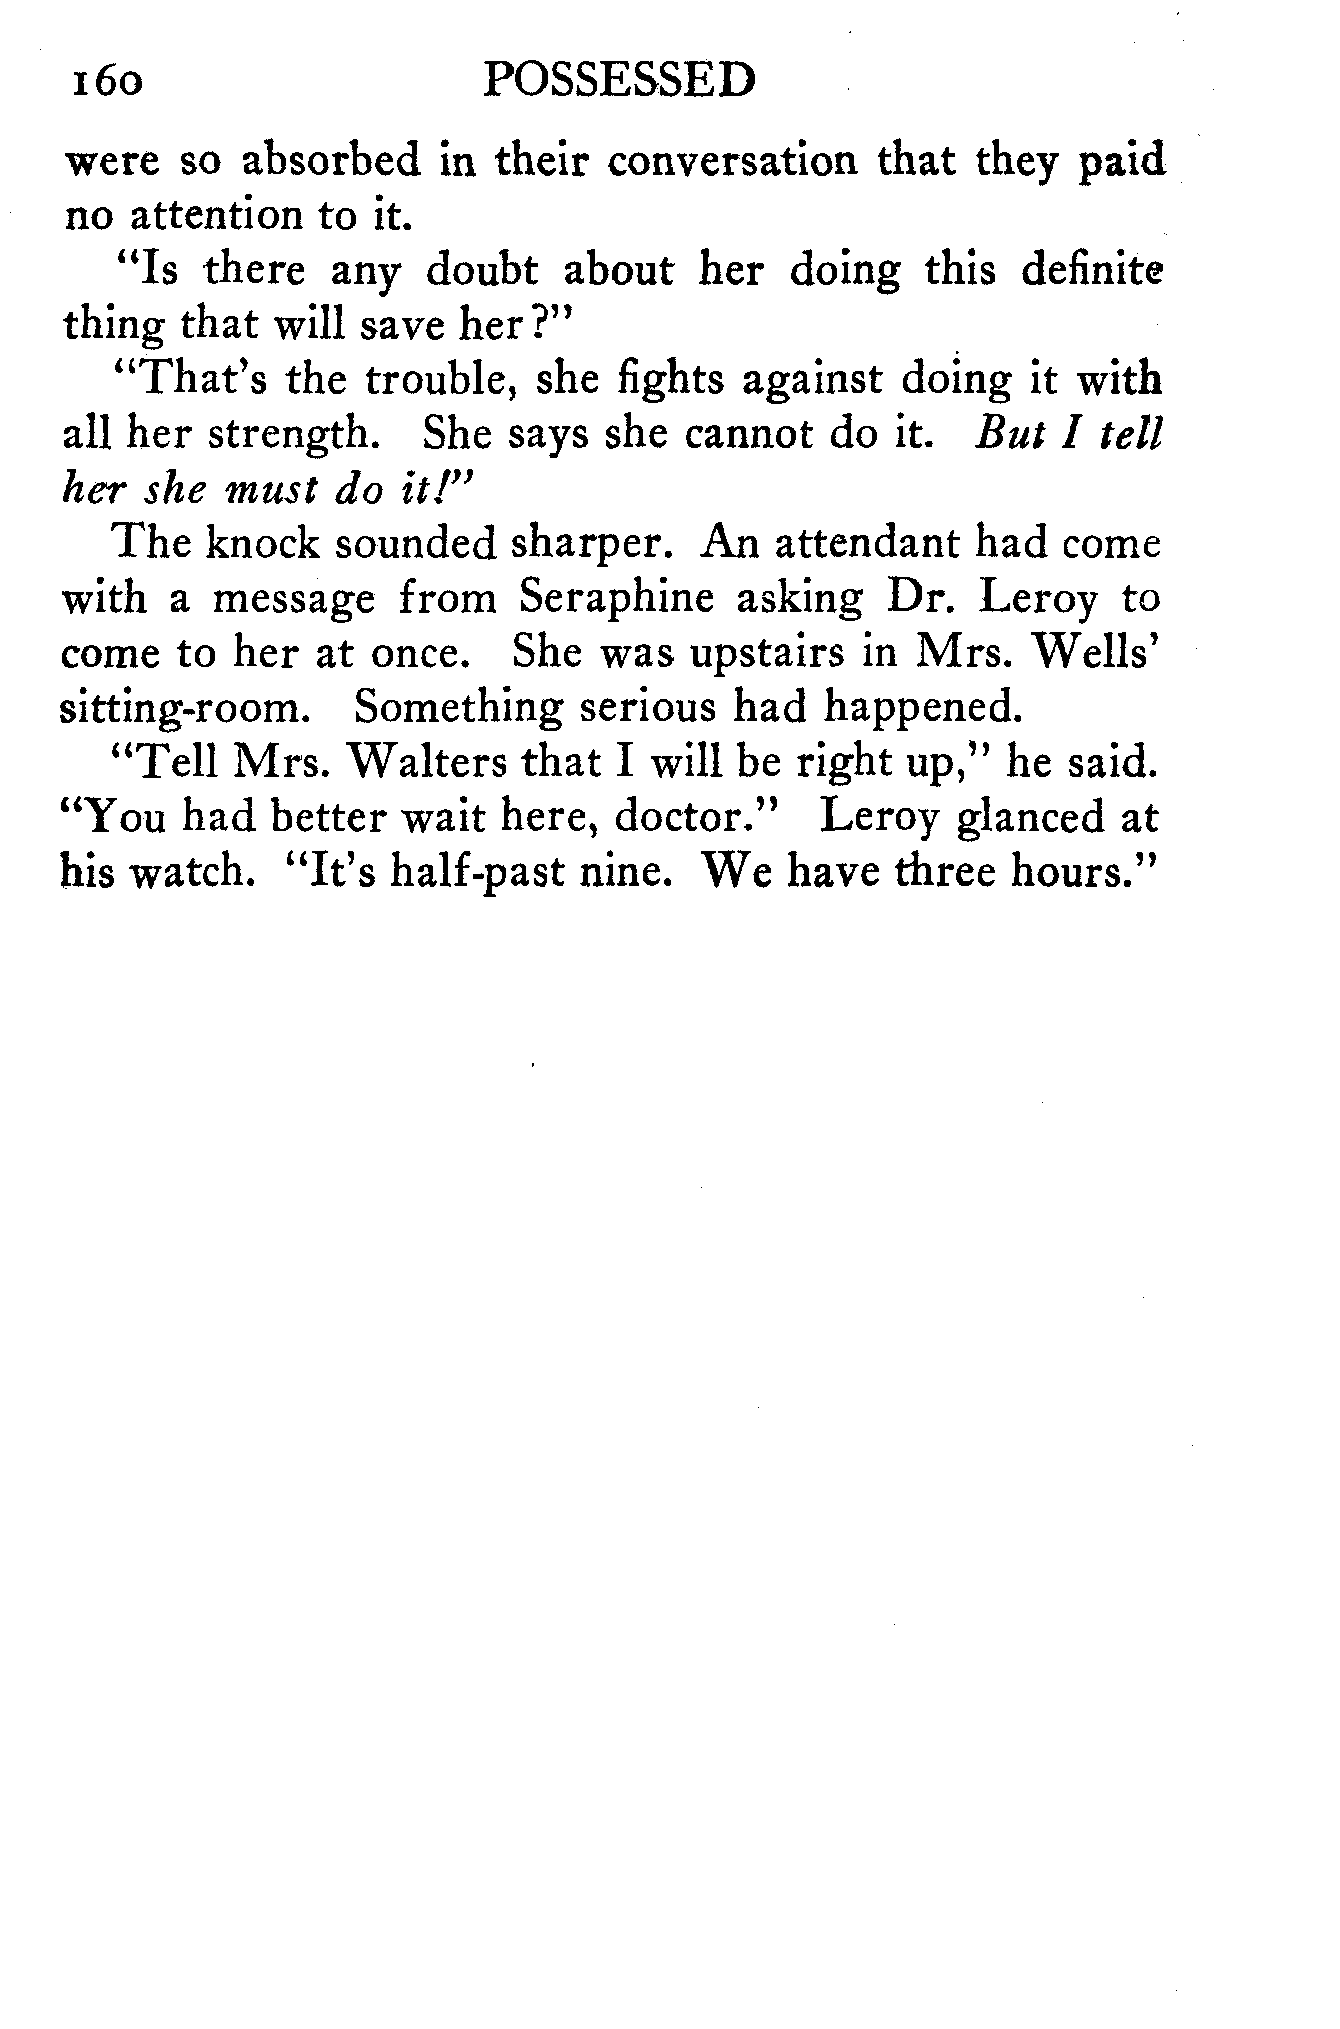 160 POSSESSED
were so absorbed in their conversation that they paid
no attention to it.
“Is there any doubt about her doing this definite
thing that will save her?”
“That’s the trouble, she fights against doing it with
all her strength. She says she cannot do it. But I tell
her she must do it!”
The knock sounded sharper. An attendant had come
with a message from Seraphine asking Dr. Leroy to
come to her at once. She was upstairs in Mrs. Wells’
sitting-room. Something serious had happened.
“Tell Mrs. Walters that I will be right up,” he said.
“You had better wait here, doctor.” Leroy glanced at
his watch. “It’s half-past nine. We have three hours.”